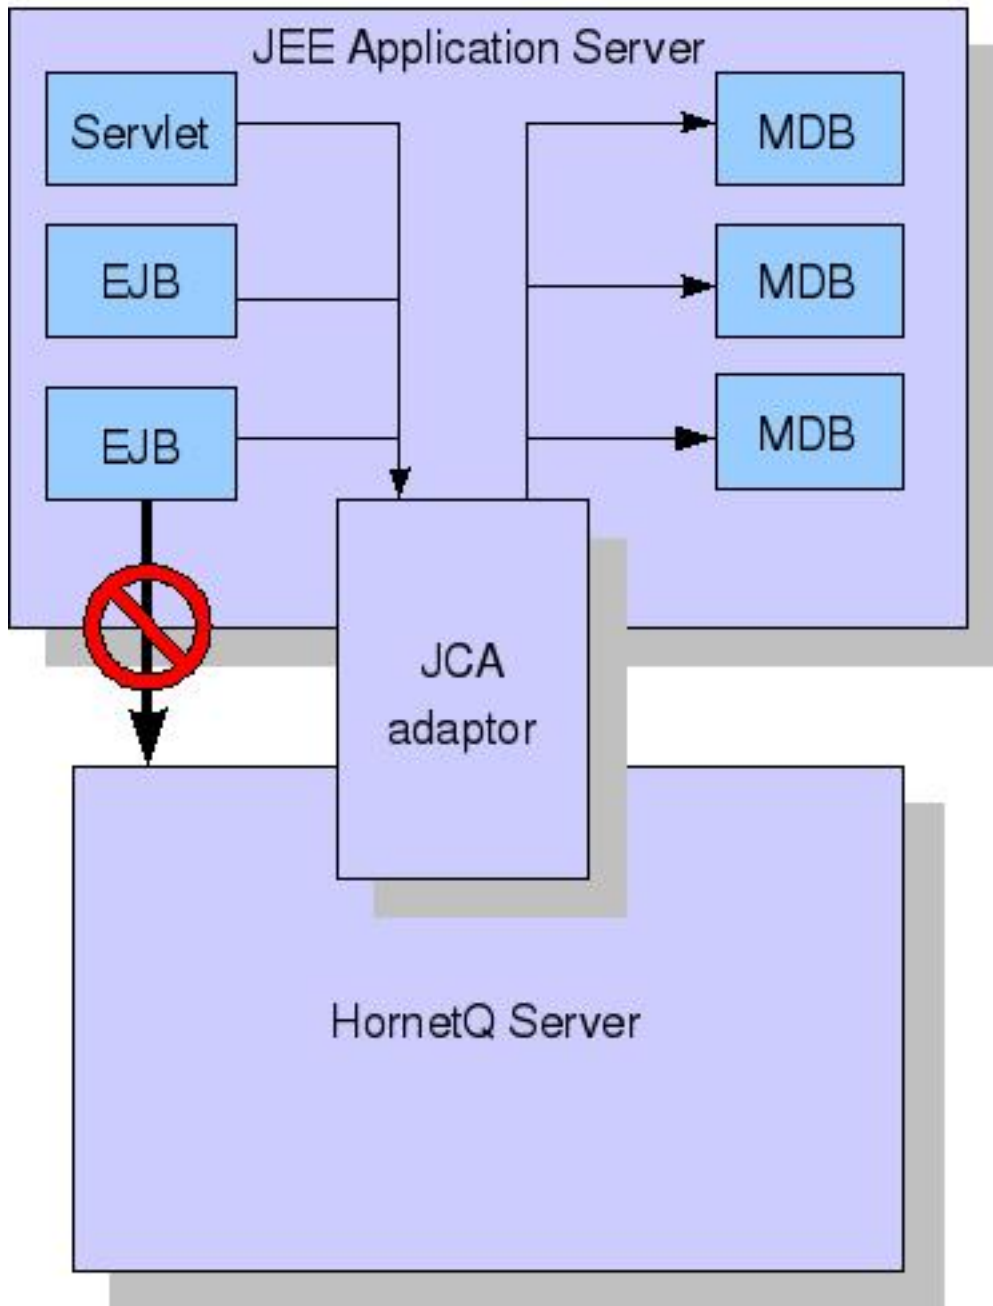 JEE Application Server
Servlet
MDB
EJB
MDB
EJB
MDB
JCA
adaptor
HornetQ Server